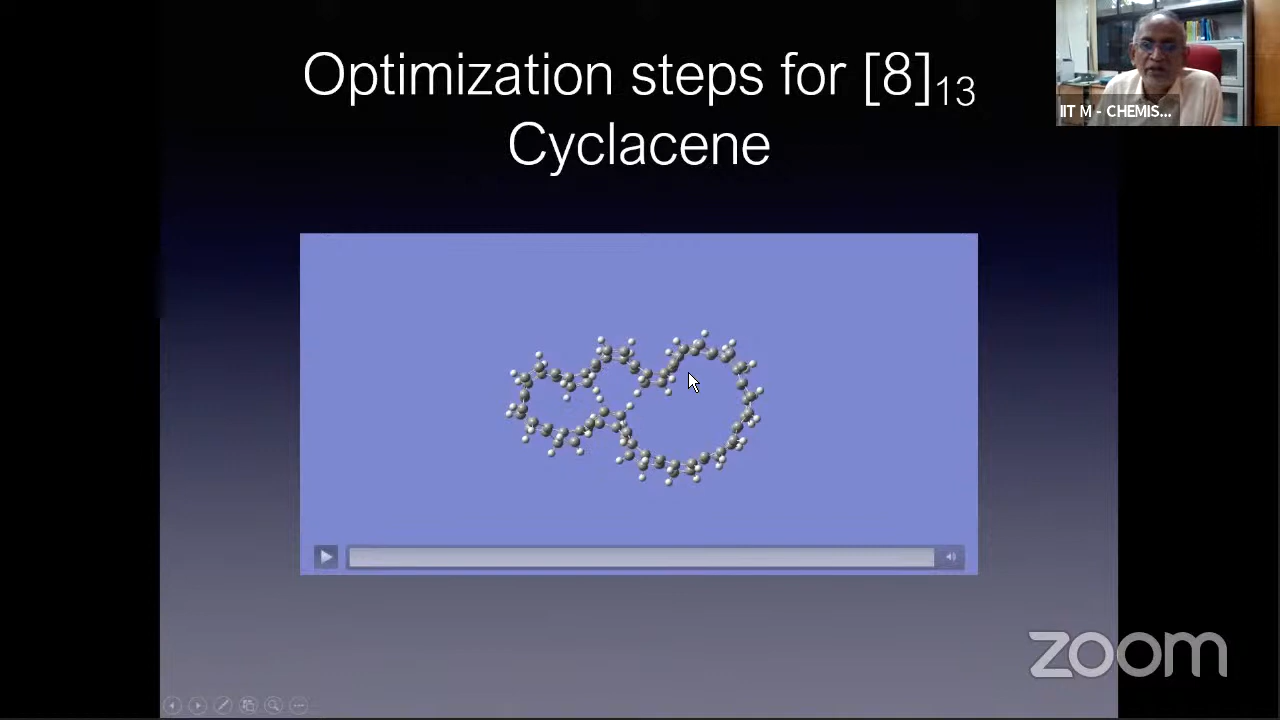 Optimization steps for [8]₁₃
Cyclacene
IIT M - CHEMIS...
zoom